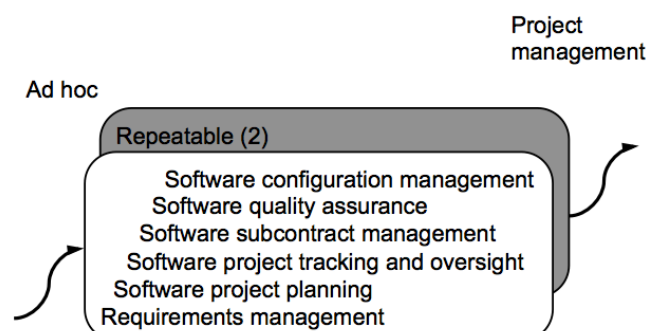 Project
management
Ad hoc
Repeatable (2)
Software configuration management
Software quality assurance
Software subcontract management
Software project tracking and oversight
Software project planning
Requirements management